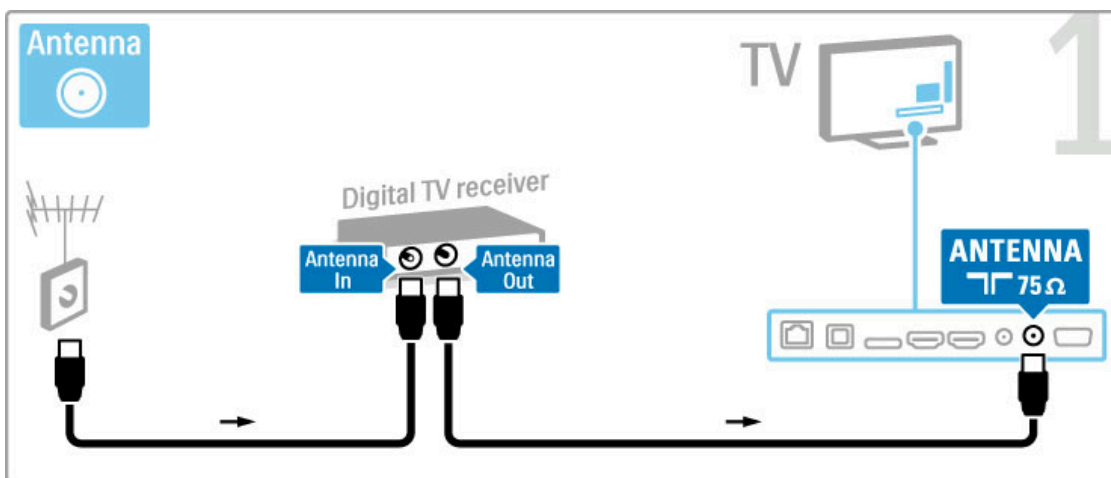 Antenna
TV
1
Digital TV receiver
Antenna
In
Antenna
Out
ANTENNA
75 Ω